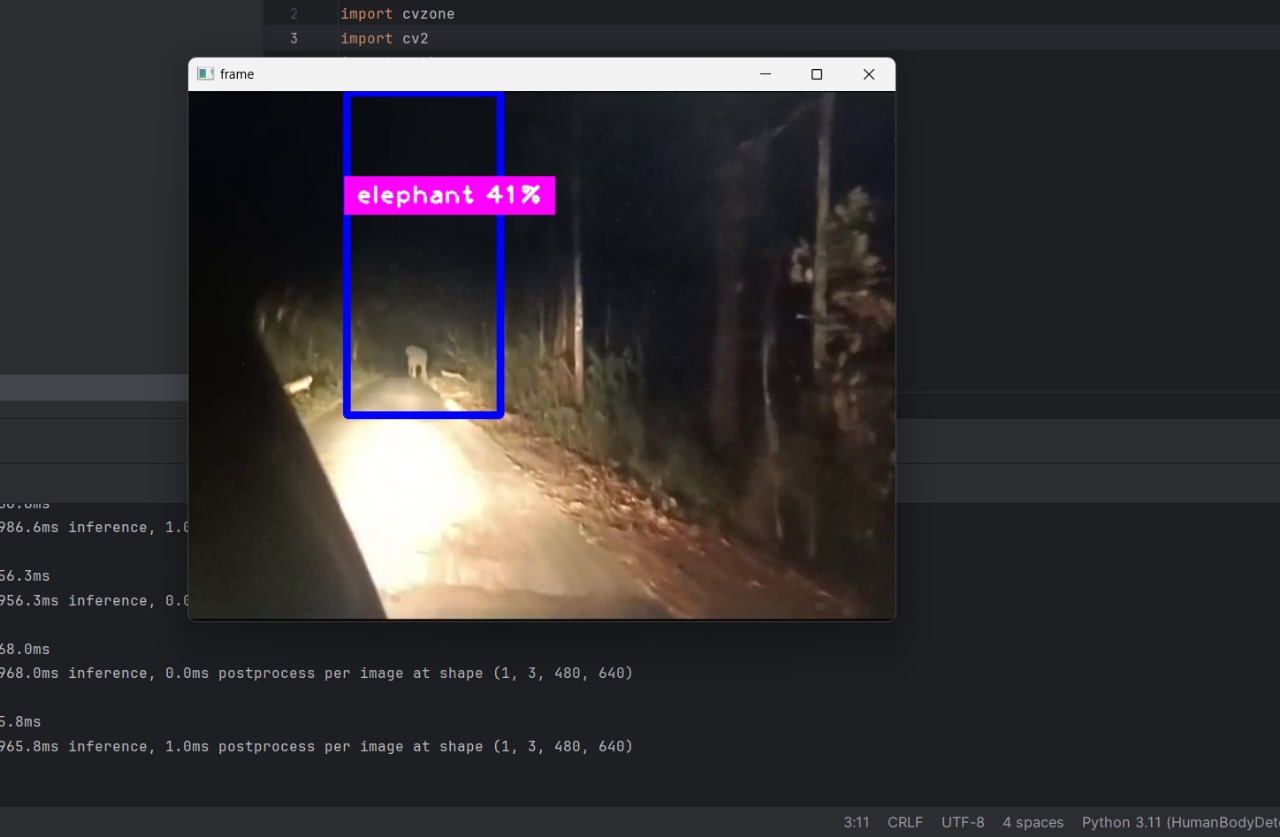 2 import cvzone
3 import cv2
frame
elephant 41%
986.6ms inference, 1.0
56.3ms
956.3ms inference, 0.0
68.0ms
968.0ms inference, 0.0ms postprocess per image at shape (1, 3, 480, 640)
5.8ms
965.8ms inference, 1.0ms postprocess per image at shape (1, 3, 480, 640)
3:11 CRLF UTF-8 4 spaces Python 3.11 (HumanBodyDet